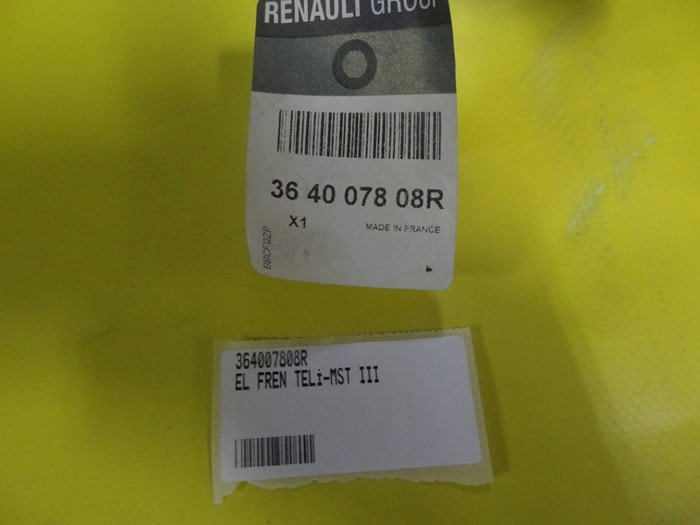 RENAULT GROUP
36 40 078 08R
X1
MADE IN FRANCE
364007808R
EL FREN TELi-MST III